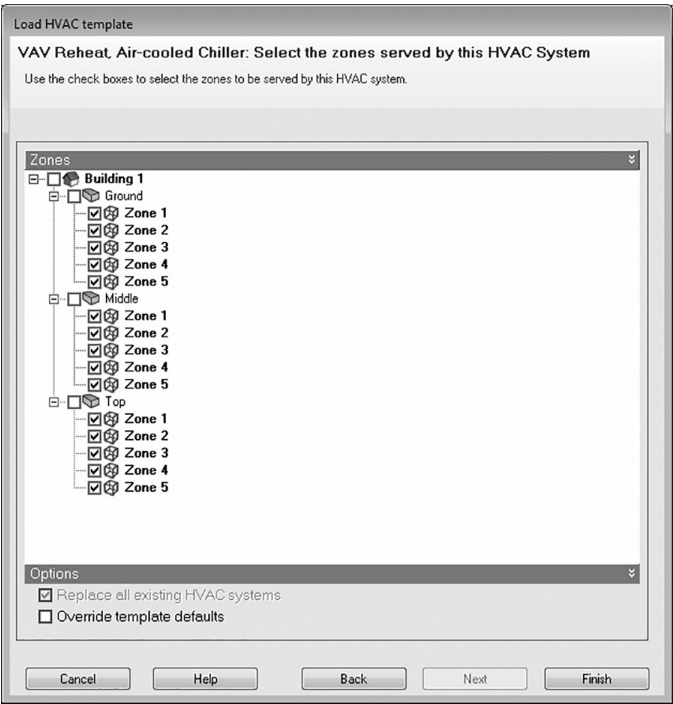 Load HVAC template
VAV Reheat, Air-cooled Chiller: Select the zones served by this HVAC System
Use the check boxes to select the zones to be served by this HVAC system.
Zones
Building 1
Ground
Zone 1
Zone 2
Zone 3
Zone 4
Zone 5
Middle
Zone 1
Zone 2
Zone 3
Zone 4
Zone 5
Top
Zone 1
Zone 2
Zone 3
Zone 4
Zone 5
Options
Replace all existing HVAC systems
Override template defaults
Cancel Help Back Next Finish